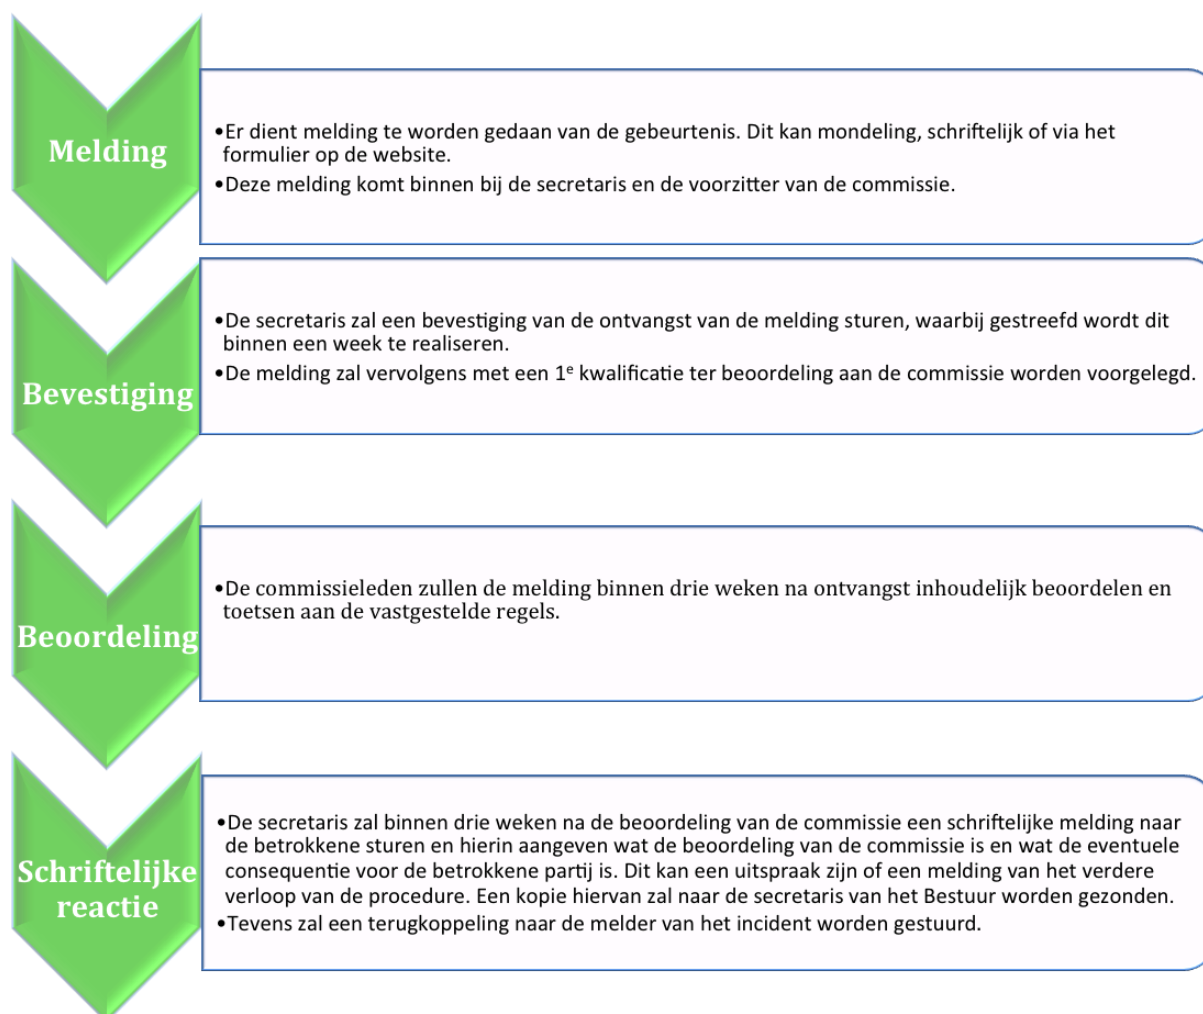 Melding
•Er dient melding te worden gedaan van de gebeurtenis. Dit kan mondeling, schriftelijk of via het
formulier op de website.
•Deze melding komt binnen bij de secretaris en de voorzitter van de commissie.
Bevestiging
•De secretaris zal een bevestiging van de ontvangst van de melding sturen, waarbij gestreefd wordt dit
binnen een week te realiseren.
•De melding zal vervolgens met een 1ᵉ kwalificatie ter beoordeling aan de commissie worden voorgelegd.
Beoordeling
•De commissieleden zullen de melding binnen drie weken na ontvangst inhoudelijk beoordelen en
toetsen aan de vastgestelde regels.
Schriftelijke
reactie
•De secretaris zal binnen drie weken na de beoordeling van de commissie een schriftelijke melding naar
de betrokkene sturen en hierin aangeven wat de beoordeling van de commissie is en wat de eventuele
consequentie voor de betrokkene partij is. Dit kan een uitspraak zijn of een melding van het verdere
verloop van de procedure. Een kopie hiervan zal naar de secretaris van het Bestuur worden gezonden.
•Tevens zal een terugkoppeling naar de melder van het incident worden gestuurd.